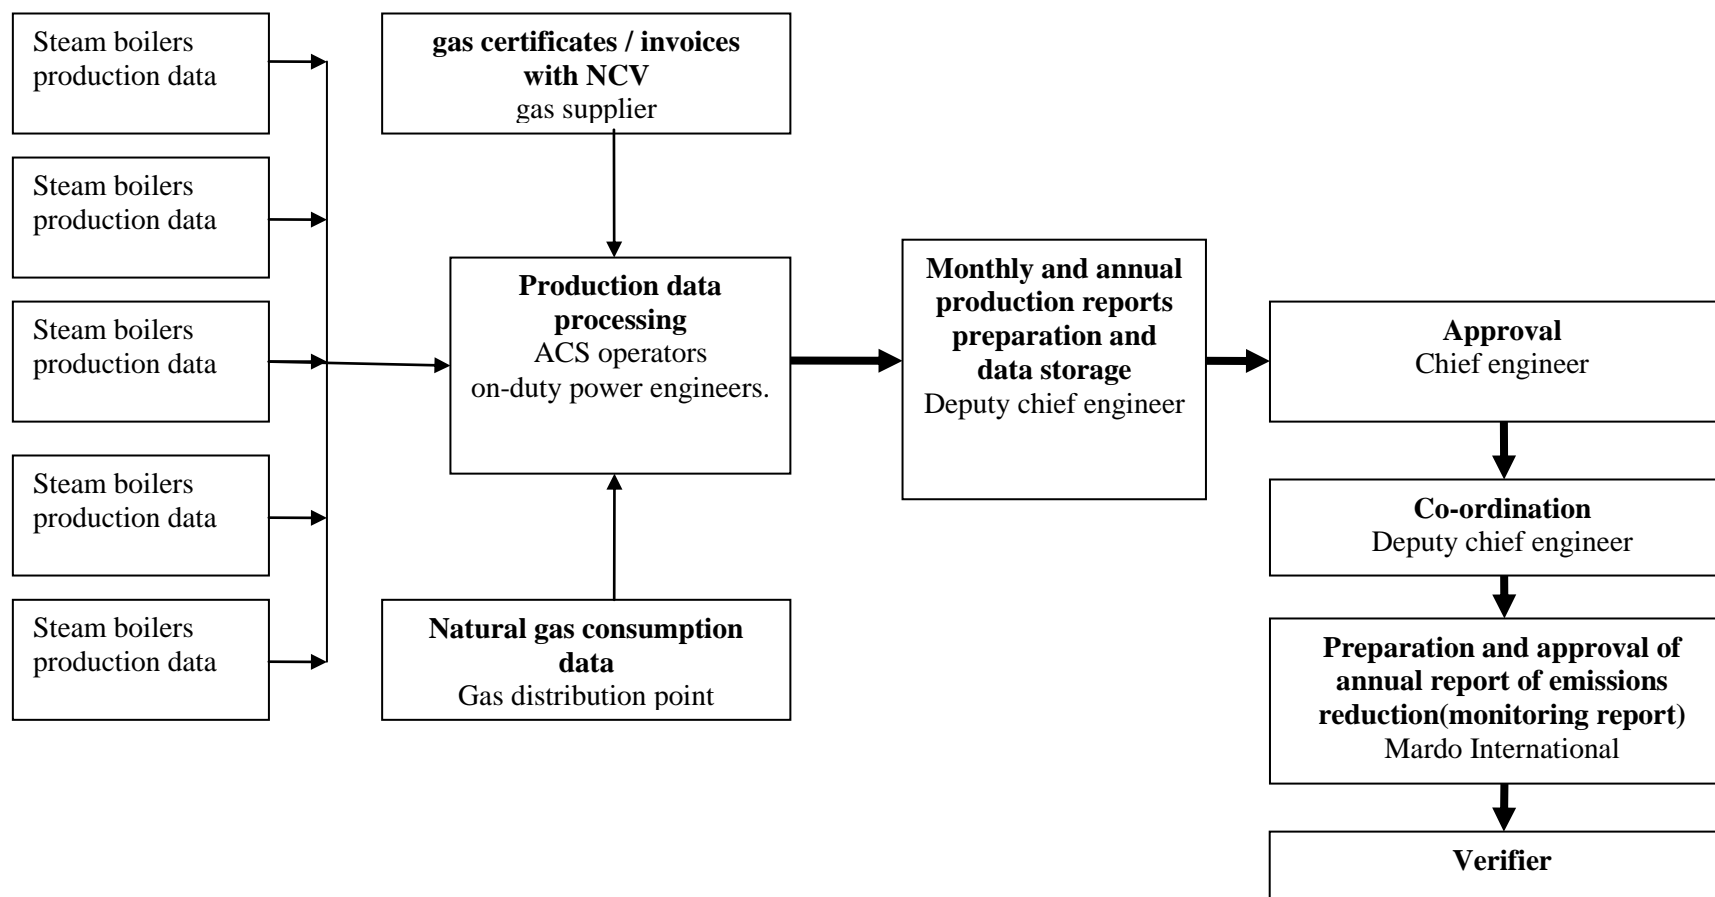 Steam boilers
production data
Steam boilers
production data
Steam boilers
production data
Steam boilers
production data
Steam boilers
production data
gas certificates / invoices
with NCV
gas supplier
Production data
processing
ACS operators
on-duty power engineers.
Natural gas consumption
data
Gas distribution point
Monthly and annual
production reports
preparation and
data storage
Deputy chief engineer
Approval
Chief engineer
Co-ordination
Deputy chief engineer
Preparation and approval of
annual report of emissions
reduction(monitoring report)
Mardo International
Verifier